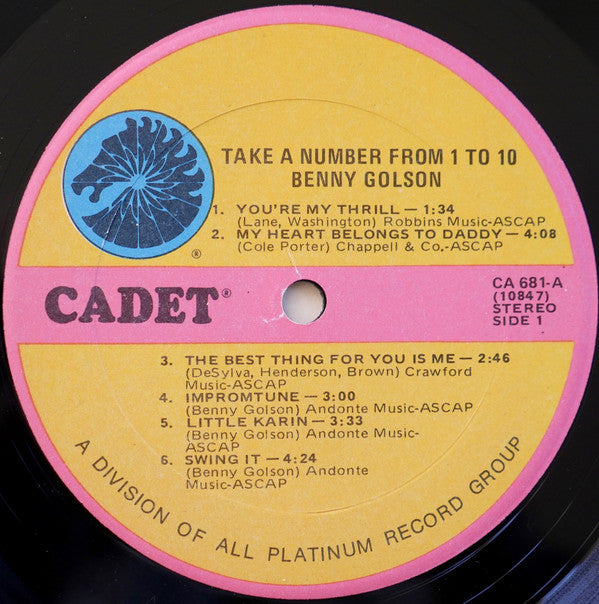 TAKE A NUMBER FROM 1 TO 10
BENNY GOLSON
1. YOU'RE MY THRILL — 1:34
(Lane, Washington) Robbins Music-ASCAP
2. MY HEART BELONGS TO DADDY — 4:08
(Cole Porter) Chappell & Co,-ASCAP
®
CADET®
CA 681-A
(10847)
STEREO
SIDE 1
3. THE BEST THING FOR YOU IS ME — 2:46
(DeSylva, Henderson, Brown) Crawford
Music-ASCAP
4. IMPROMTUNE — 3:00
(Benny Golson) Andonte Music-ASCAP
5. LITTLE KARIN — 3:33
(Benny Golson) Andonte Music-
ASCAP
6. SWING IT — 4:24
(Benny Golson) Andonte
Music-ASCAP
A DIVISION OF ALL PLATINUM RECORD GROUP